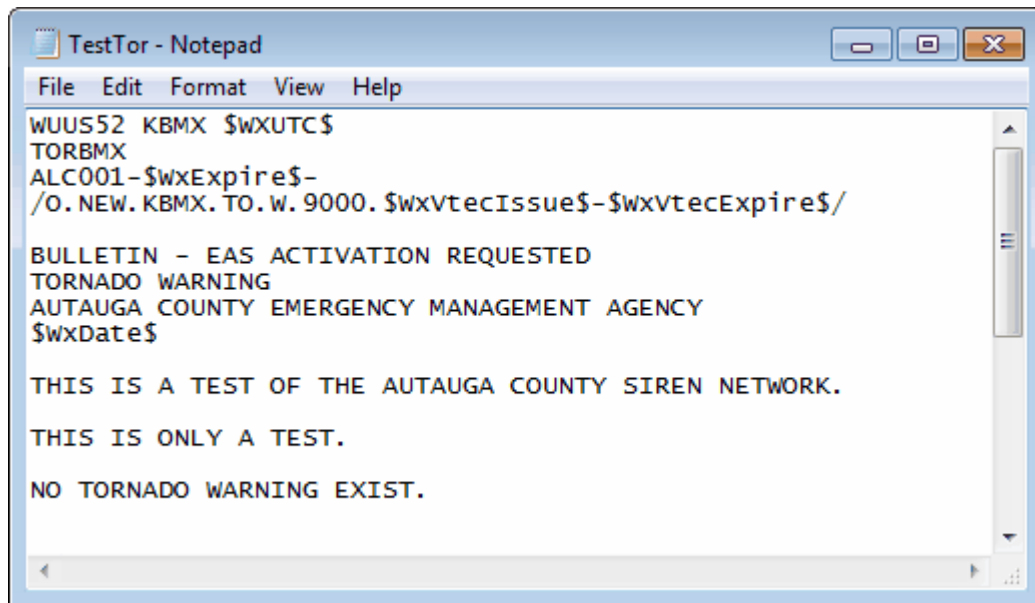 TestTor - Notepad
File Edit Format View Help
WUUS52 KBMX $WXUTC$
TORBMX
ALC001-$WxExpire$-
/O.NEW.KBMX.TO.W.9000.$WxVtecIssue$-$WxVtecExpire$/
BULLETIN - EAS ACTIVATION REQUESTED
TORNADO WARNING
AUTAUGA COUNTY EMERGENCY MANAGEMENT AGENCY
$WxDate$
THIS IS A TEST OF THE AUTAUGA COUNTY SIREN NETWORK.
THIS IS ONLY A TEST.
NO TORNADO WARNING EXIST.